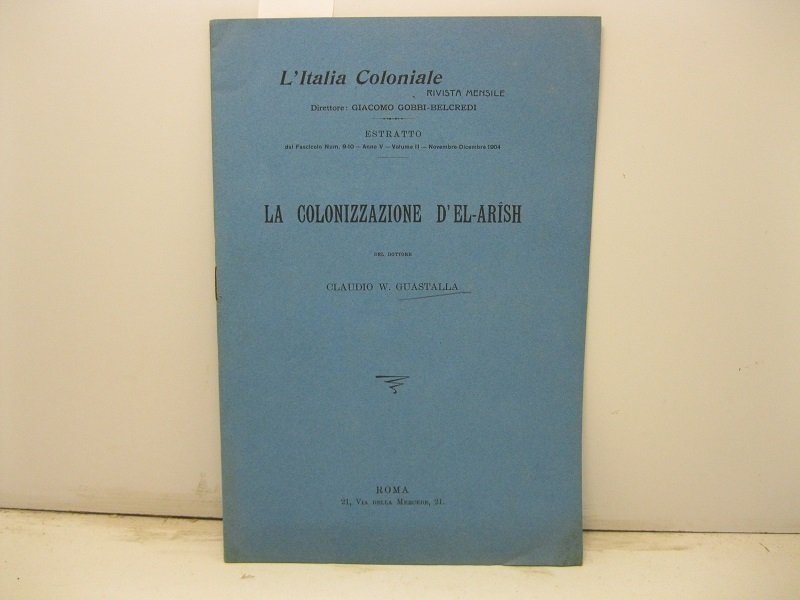 L'Italia Coloniale
RIVISTA MENSILE
Direttore: GIACOMO GOBBI-BELCREDI
ESTRATTO
dal Fascicolo Num. 9-10 — Anno V — Volume II — Novembre-Dicembre 1904
LA COLONIZZAZIONE D'EL-ARÎSH
DEL DOTTORE
CLAUDIO W. GUASTALLA
ROMA
21, VIA DELLA MERCEDE, 21.